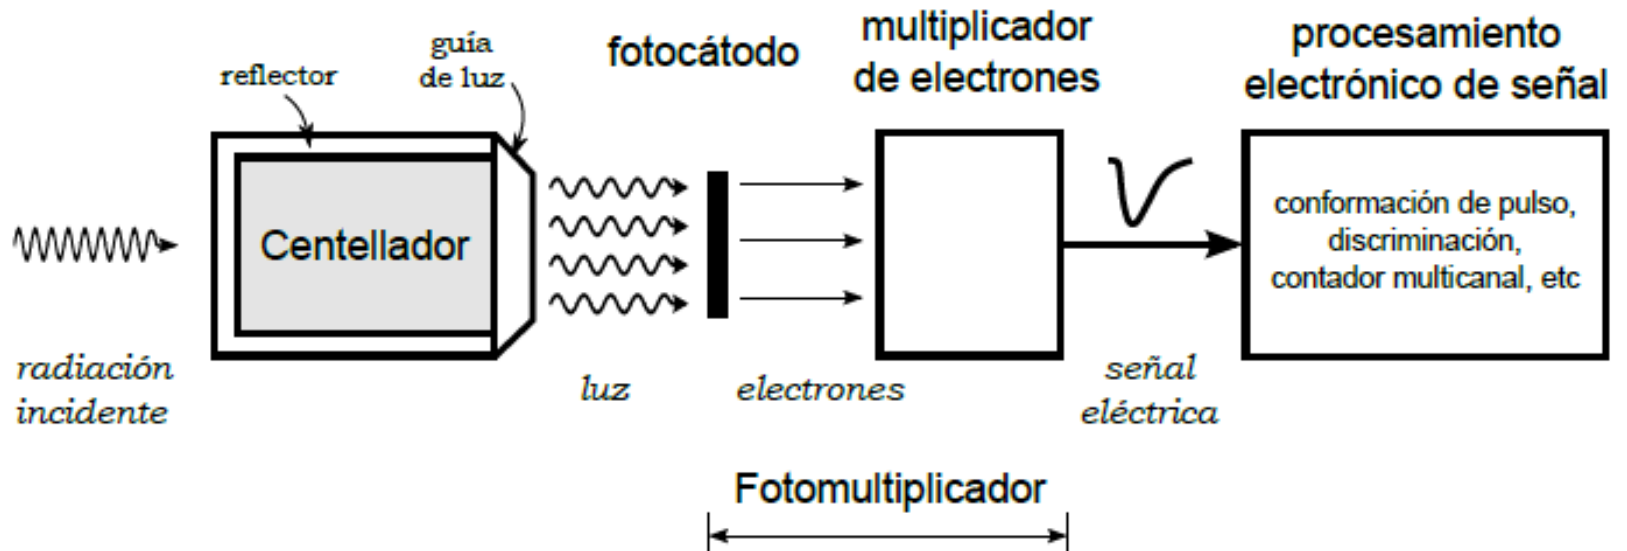 reflector
guía
de luz
fotocátodo
multiplicador
de electrones
procesamiento
electrónico de señal
Centellador
conformación de pulso,
discriminación,
contador multicanal, etc
radiación
incidente
luz
electrones
señal
eléctrica
Fotomultiplicador